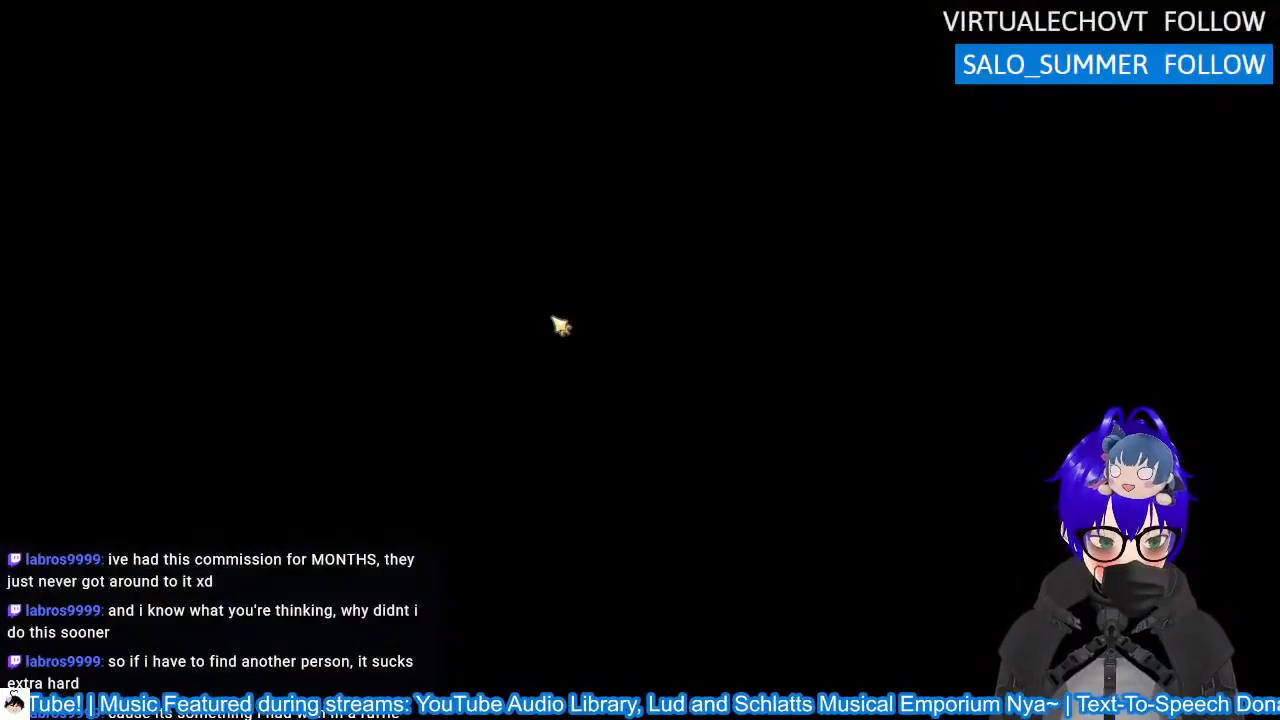 VIRTUALECHOVT FOLLOW
SALO_SUMMER FOLLOW
labros9999: ive had this commission for MONTHS, they
just never got around to it xd
labros9999: and i know what you're thinking, why didnt i
do this sooner
labros9999: so if i have to find another person, it sucks
extra hard
Tube! | Music Featured during streams: YouTube Audio Library, Lud and Schlatts Musical Emporium Nya~ | Text-To-Speech Dona